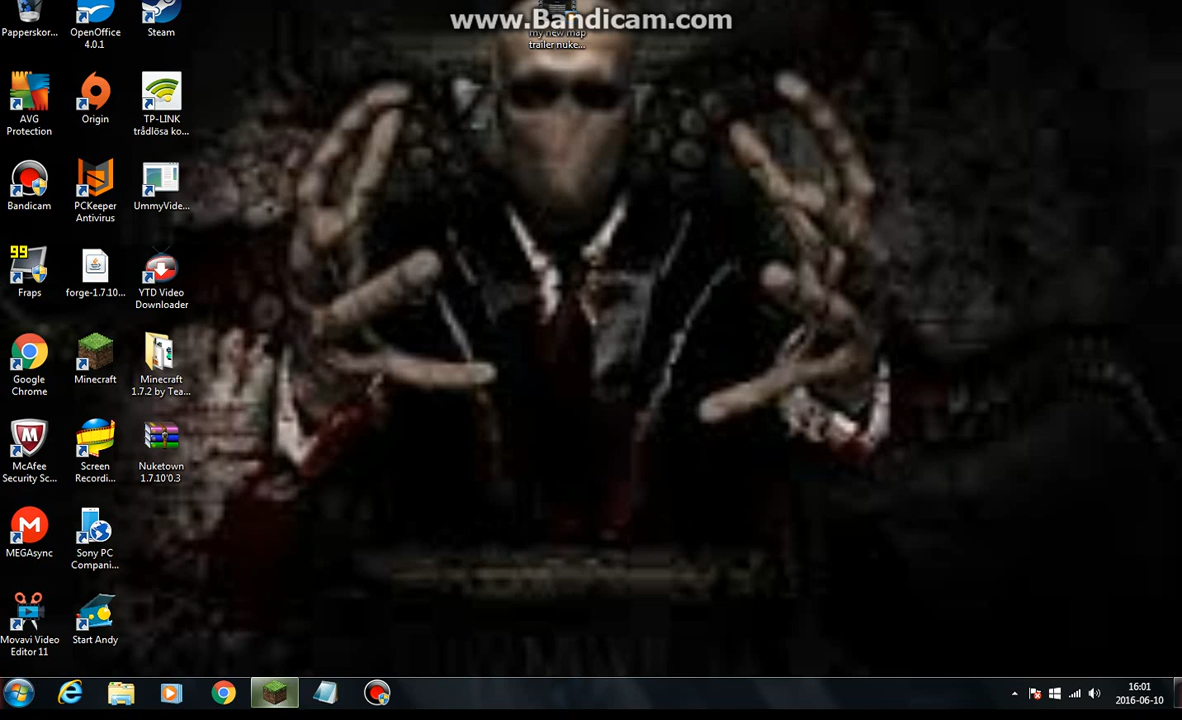 www.Bandicam.com
my new map
trailer nuke...
Papperskor...
OpenOffice
4.0.1
Steam
AVG
Protection
Origin
TP-LINK
trådlösa ko...
Bandicam
PCKeeper
Antivirus
UmmyVide...
99
Fraps
forge-1.7.10...
YTD Video
Downloader
Google
Chrome
Minecraft
Minecraft
1.7.2 by Tea...
McAfee
Security Sc...
Screen
Recordi...
Nuketown
1.7.10'0.3
MEGAsync
Sony PC
Compani...
Movavi Video
Editor 11
Start Andy
16:01
2016-06-10